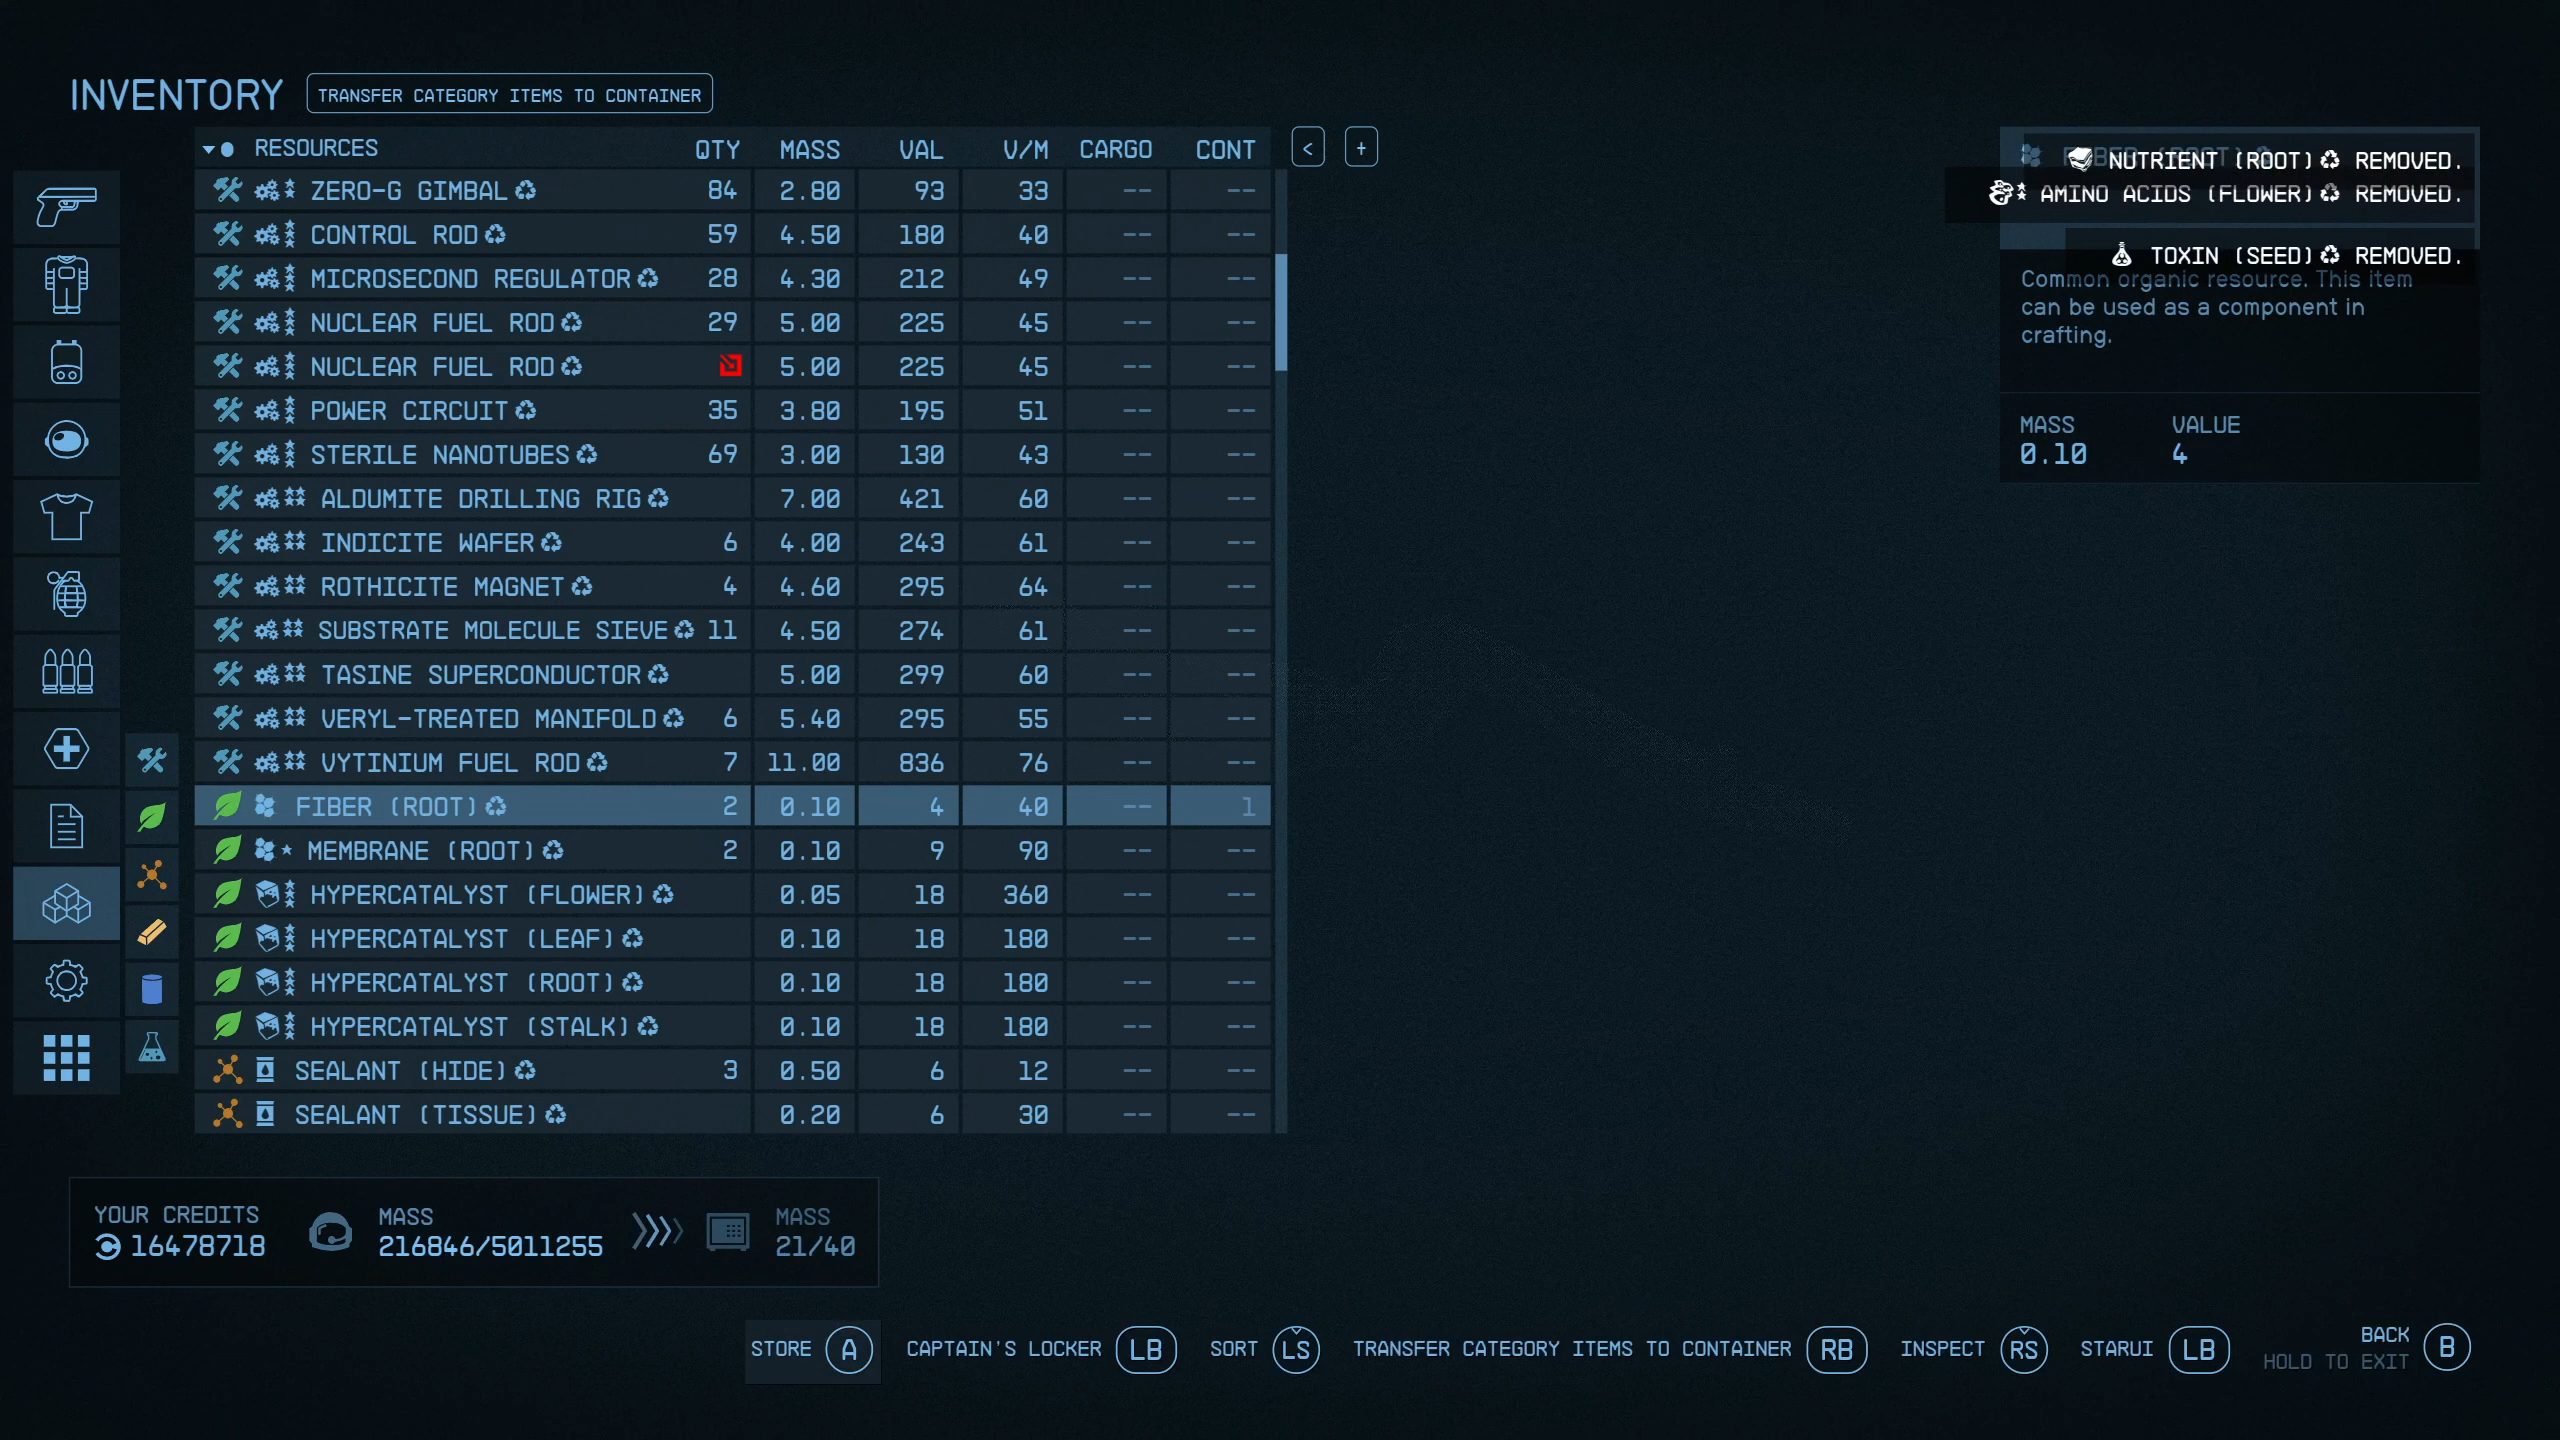 INVENTORY TRANSFER CATEGORY ITEMS TO CONTAINER
RESOURCES QTY MASS VAL V/M CARGO CONT < +
ZERO-G GIMBAL 84 2.80 93 33 -- --
CONTROL ROD 59 4.50 180 40 -- --
MICROSECOND REGULATOR 28 4.30 212 49 -- --
NUCLEAR FUEL ROD 29 5.00 225 45 -- --
NUCLEAR FUEL ROD 5.00 225 45 -- --
POWER CIRCUIT 35 3.80 195 51 -- --
STERILE NANOTUBES 69 3.00 130 43 -- --
ALDUMITE DRILLING RIG 7.00 421 60 -- --
INDICITE WAFER 6 4.00 243 61 -- --
ROTHICITE MAGNET 4 4.60 295 64 -- --
SUBSTRATE MOLECULE SIEVE 11 4.50 274 61 -- --
TASINE SUPERCONDUCTOR 5.00 299 60 -- --
VERYL-TREATED MANIFOLD 6 5.40 295 55 -- --
VYTINIUM FUEL ROD 7 11.00 836 76 -- --
FIBER (ROOT) 2 0.10 4 40 -- 1
MEMBRANE (ROOT) 2 0.10 9 90 -- --
HYPERCATALYST (FLOWER) 0.05 18 360 -- --
HYPERCATALYST (LEAF) 0.10 18 180 -- --
HYPERCATALYST (ROOT) 0.10 18 180 -- --
HYPERCATALYST (STALK) 0.10 18 180 -- --
SEALANT (HIDE) 3 0.50 6 12 -- --
SEALANT (TISSUE) 0.20 6 30 -- --
NUTRIENT (ROOT) REMOVED.
AMINO ACIDS (FLOWER) REMOVED.
TOXIN (SEED) REMOVED.
Common organic resource. This item
can be used as a component in
crafting.
MASS VALUE
0.10 4
YOUR CREDITS MASS MASS
16478718 216846/5011255 21/40
STORE A CAPTAIN'S LOCKER LB SORT LS TRANSFER CATEGORY ITEMS TO CONTAINER RB INSPECT RS STARUI LB BACK B
HOLD TO EXIT